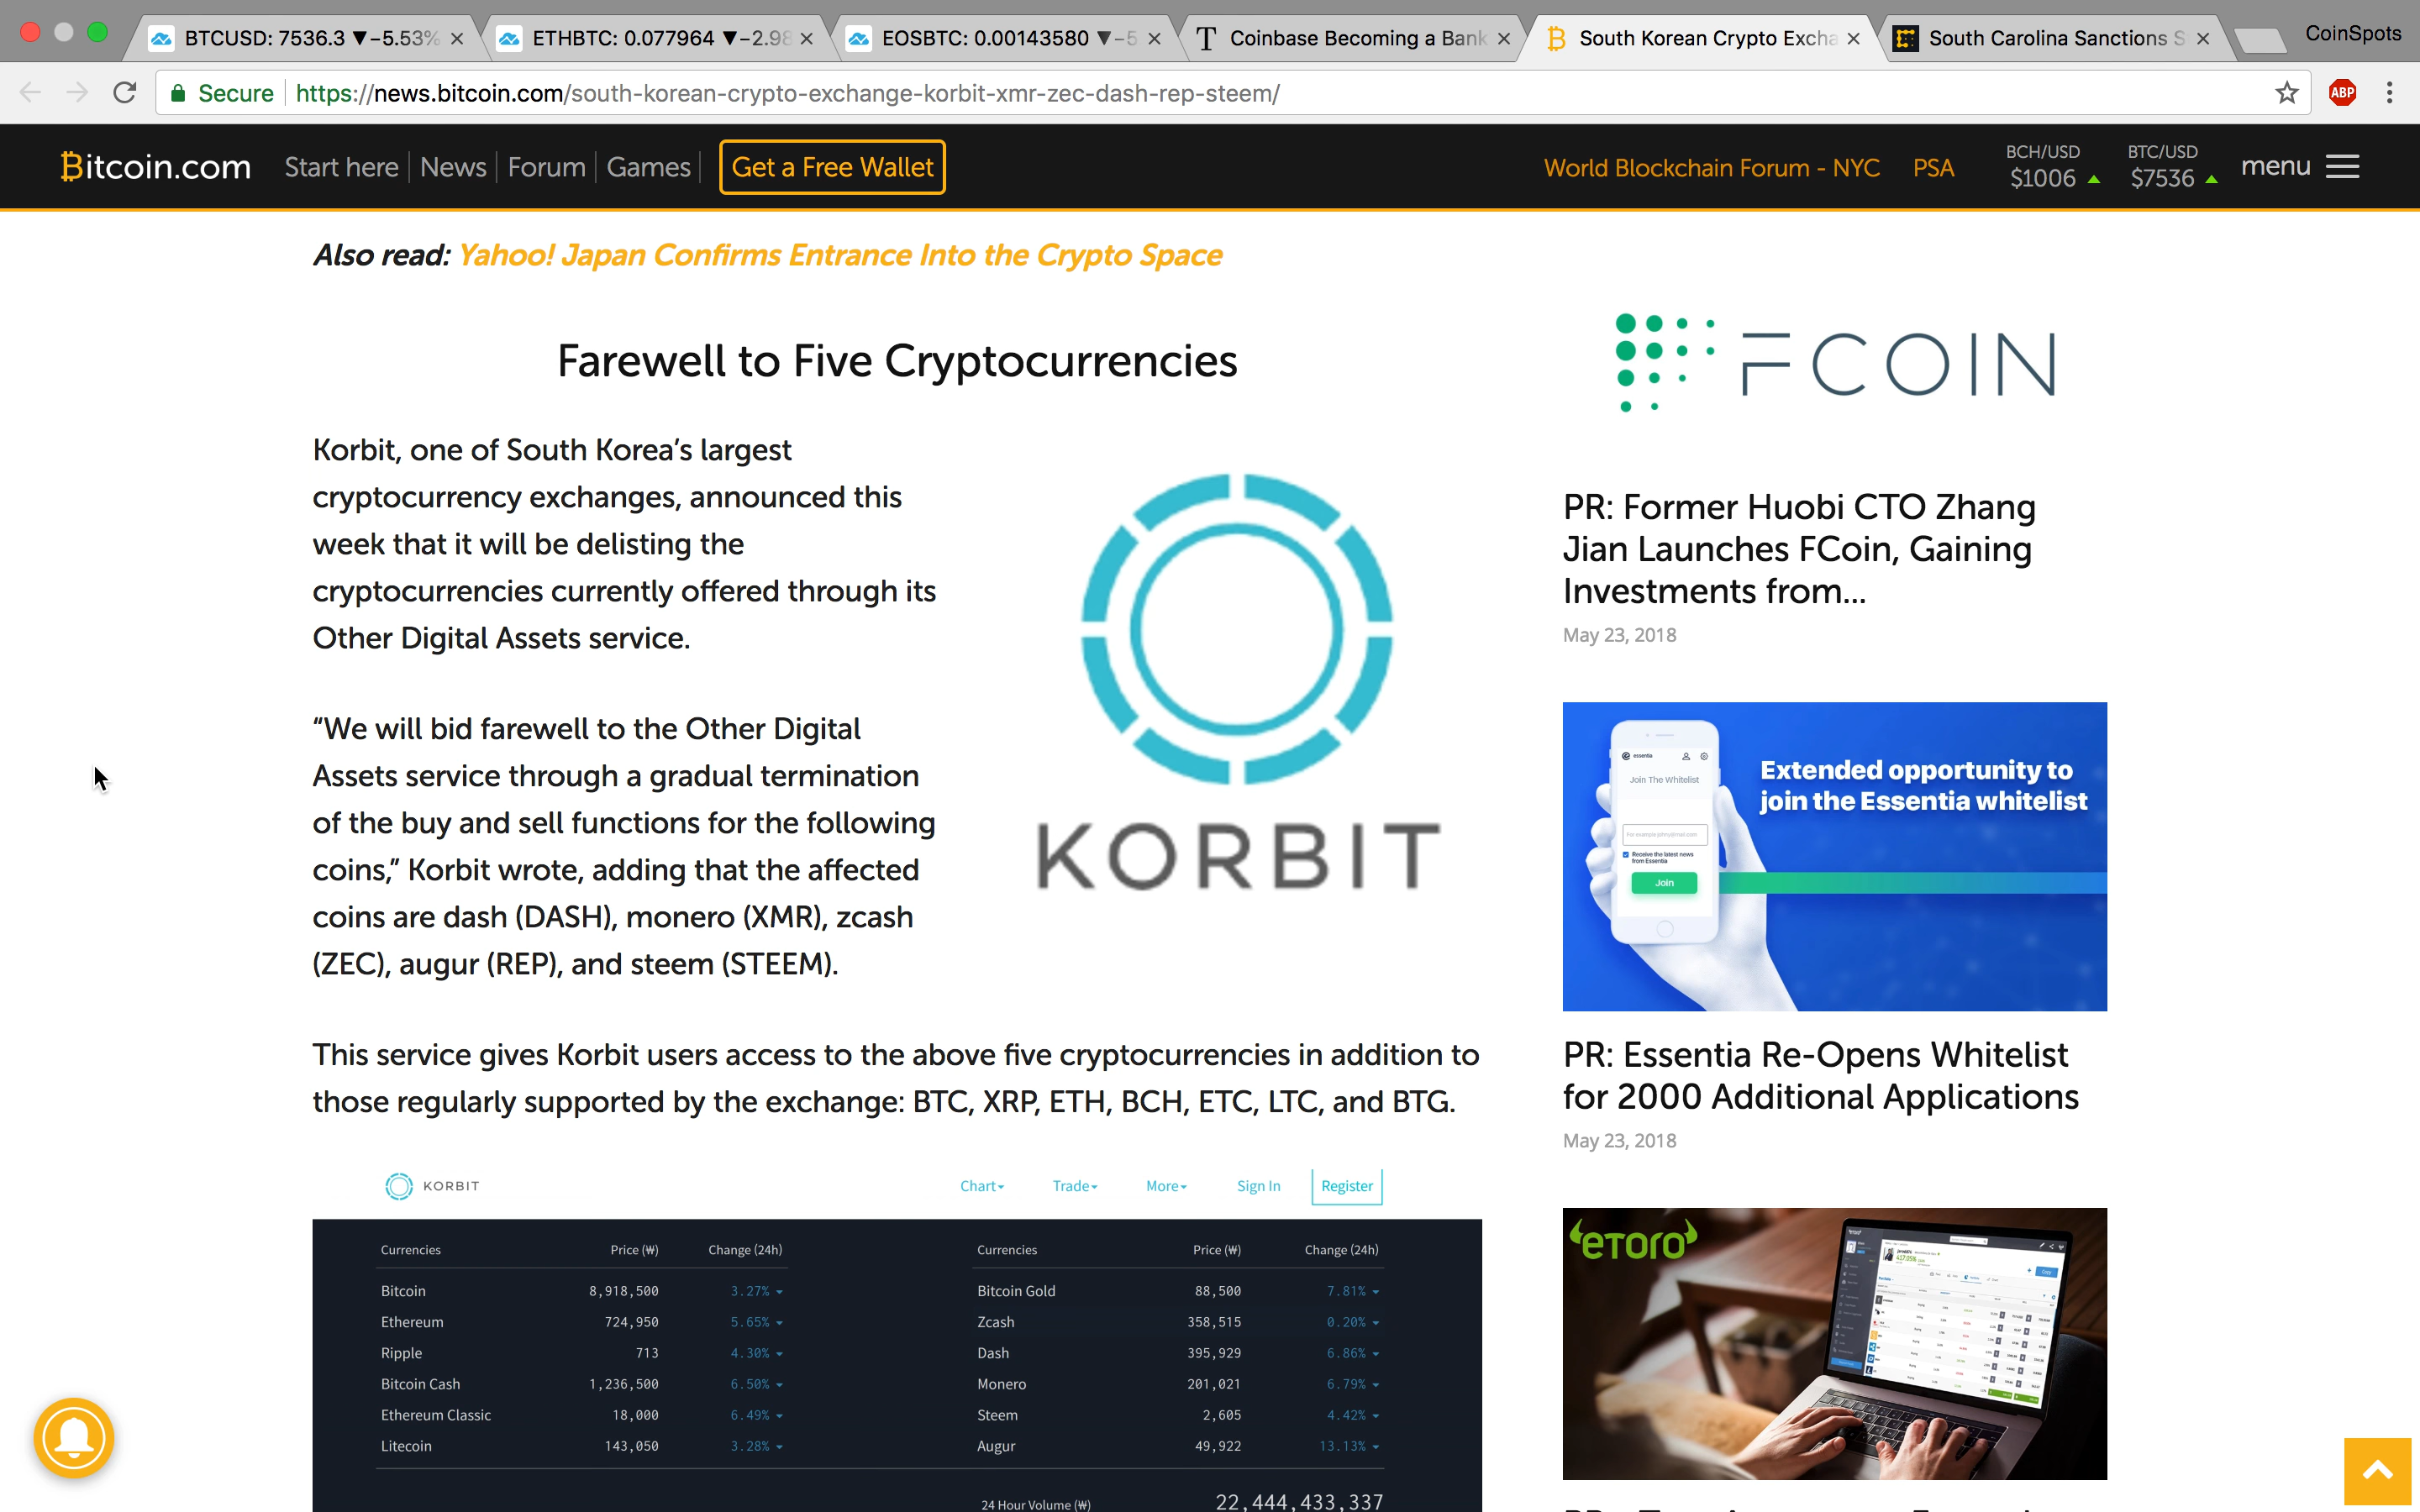 BTCUSD: 7536.3 ▼−5.53%
ETHBTC: 0.077964 ▼−2.98
EOSBTC: 0.00143580 ▼−5
Coinbase Becoming a Bank
South Korean Crypto Excha
South Carolina Sanctions S
CoinSpots
Secure https://news.bitcoin.com/south-korean-crypto-exchange-korbit-xmr-zec-dash-rep-steem/
ABP
Bitcoin.com Start here News Forum Games Get a Free Wallet
World Blockchain Forum - NYC PSA
BCH/USD
$1006
BTC/USD
$7536
menu
Also read: Yahoo! Japan Confirms Entrance Into the Crypto Space
Farewell to Five Cryptocurrencies
Korbit, one of South Korea’s largest
cryptocurrency exchanges, announced this
week that it will be delisting the
cryptocurrencies currently offered through its
Other Digital Assets service.
“We will bid farewell to the Other Digital
Assets service through a gradual termination
of the buy and sell functions for the following
coins,” Korbit wrote, adding that the affected
coins are dash (DASH), monero (XMR), zcash
(ZEC), augur (REP), and steem (STEEM).
KORBIT
This service gives Korbit users access to the above five cryptocurrencies in addition to
those regularly supported by the exchange: BTC, XRP, ETH, BCH, ETC, LTC, and BTG.
KORBIT Chart Trade More Sign In Register
Currencies Price (₩) Change (24h) Currencies Price (₩) Change (24h)
Bitcoin 8,918,500 3.27% Bitcoin Gold 88,500 7.81%
Ethereum 724,950 5.65% Zcash 358,515 0.20%
Ripple 713 4.30% Dash 395,929 6.86%
Bitcoin Cash 1,236,500 6.50% Monero 201,021 6.79%
Ethereum Classic 18,000 6.49% Steem 2,605 4.42%
Litecoin 143,050 3.28% Augur 49,922 13.13%
24 Hour Volume (₩) 22,444,433,337
FCOIN
PR: Former Huobi CTO Zhang
Jian Launches FCoin, Gaining
Investments from...
May 23, 2018
essentia
Join The Whitelist
Receive the latest news
from Essentia
Join
Extended opportunity to
join the Essentia whitelist
PR: Essentia Re-Opens Whitelist
for 2000 Additional Applications
May 23, 2018
eToro